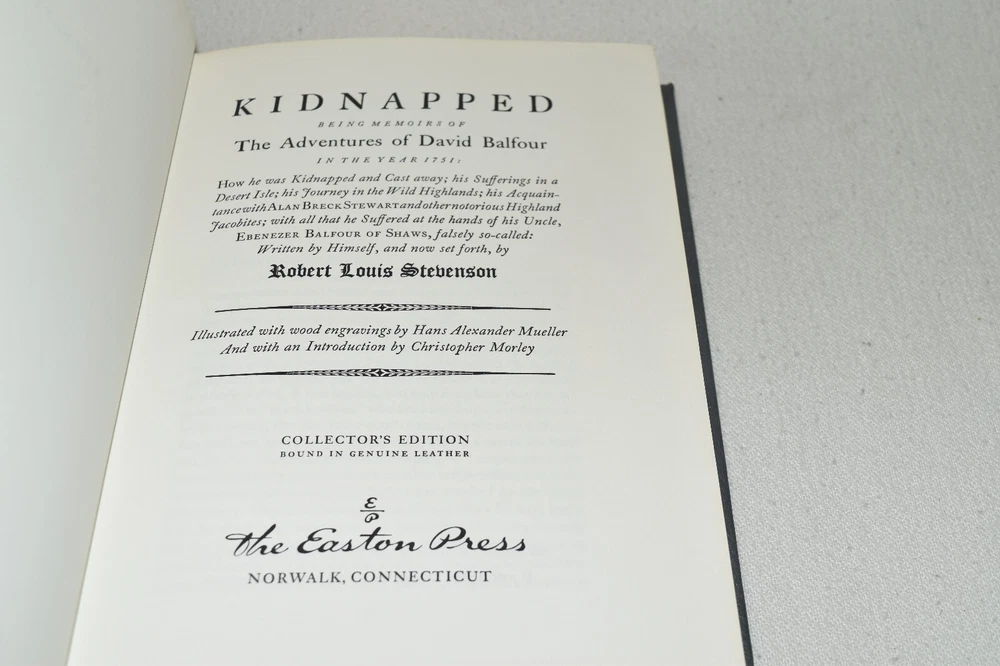 KIDNAPPED
BEING MEMOIRS OF
The Adventures of David Balfour
IN THE YEAR 1751:
How he was Kidnapped and Cast away; his Sufferings in a
Desert Isle; his Journey in the Wild Highlands; his Acquain-
tance with ALAN BRECK STEWART and other notorious Highland
Jacobites; with all that he Suffered at the hands of his Uncle,
EBENEZER BALFOUR OF SHAWS, falsely so-called:
Written by Himself, and now set forth, by
Robert Louis Stevenson
Illustrated with wood engravings by Hans Alexander Mueller
And with an Introduction by Christopher Morley
COLLECTOR'S EDITION
BOUND IN GENUINE LEATHER
E
P
the Easton Press
NORWALK, CONNECTICUT